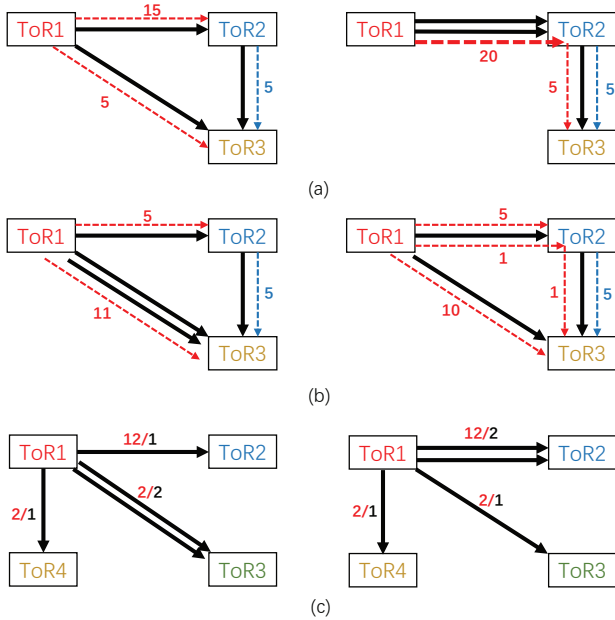 15
ToR1
ToR2
5
5
ToR3
ToR1
ToR2
20
5
5
ToR3
(a)
5
ToR1
ToR2
5
11
ToR3
5
ToR1
ToR2
1
1
5
10
ToR3
(b)
12/1
ToR1
ToR2
2/2
2/1
ToR4
ToR3
12/2
ToR1
ToR2
2/1
2/1
ToR4
ToR3
(c)